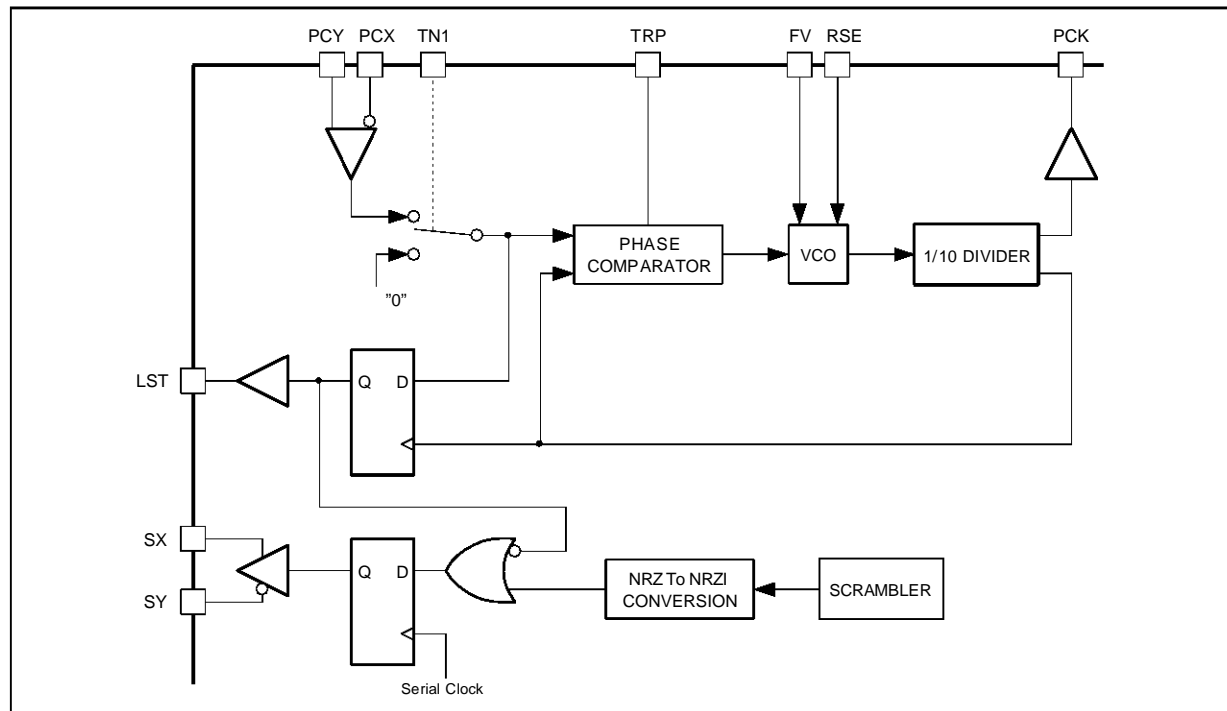 PCY PCX TN1 TRP FV RSE PCK
PHASE
COMPARATOR
VCO
1/10 DIVIDER
”0”
LST
Q D
SX
SY
Q D
NRZ To NRZI
CONVERSION
SCRAMBLER
Serial Clock